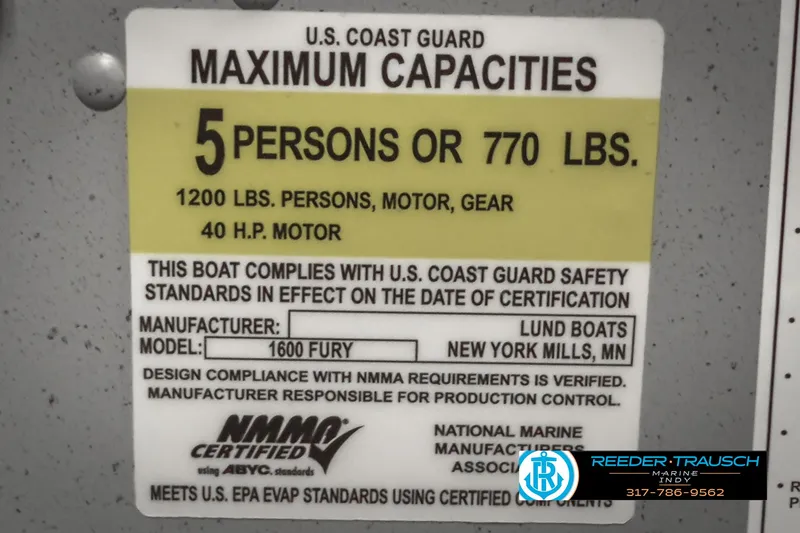 U.S. COAST GUARD
MAXIMUM CAPACITIES
5 PERSONS OR 770 LBS.
1200 LBS. PERSONS, MOTOR, GEAR
40 H.P. MOTOR
THIS BOAT COMPLIES WITH U.S. COAST GUARD SAFETY
STANDARDS IN EFFECT ON THE DATE OF CERTIFICATION
MANUFACTURER: LUND BOATS
MODEL: 1600 FURY NEW YORK MILLS, MN
DESIGN COMPLIANCE WITH NMMA REQUIREMENTS IS VERIFIED.
MANUFACTURER RESPONSIBLE FOR PRODUCTION CONTROL.
NMMA®
CERTIFIED
using ABYC. standards
NATIONAL MARINE
MANUFACTURERS
MEETS U.S. EPA EVAP STANDARDS USING CERTIFIED COMPONENTS
REEDER·TRAUSCH
MARINE
INDY
317-786-9562